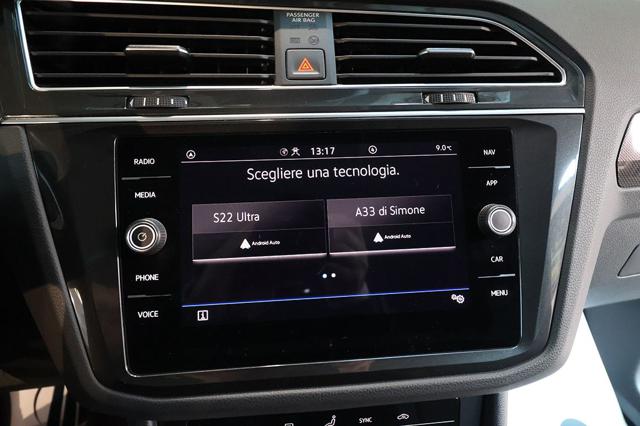 PASSENGER
AIR BAG
RADIO
MEDIA
PHONE
VOICE
13:17
9.0°C
Scegliere una tecnologia.
S22 Ultra
Android Auto
A33 di Simone
Android Auto
NAV
APP
CAR
MENU
SYNC